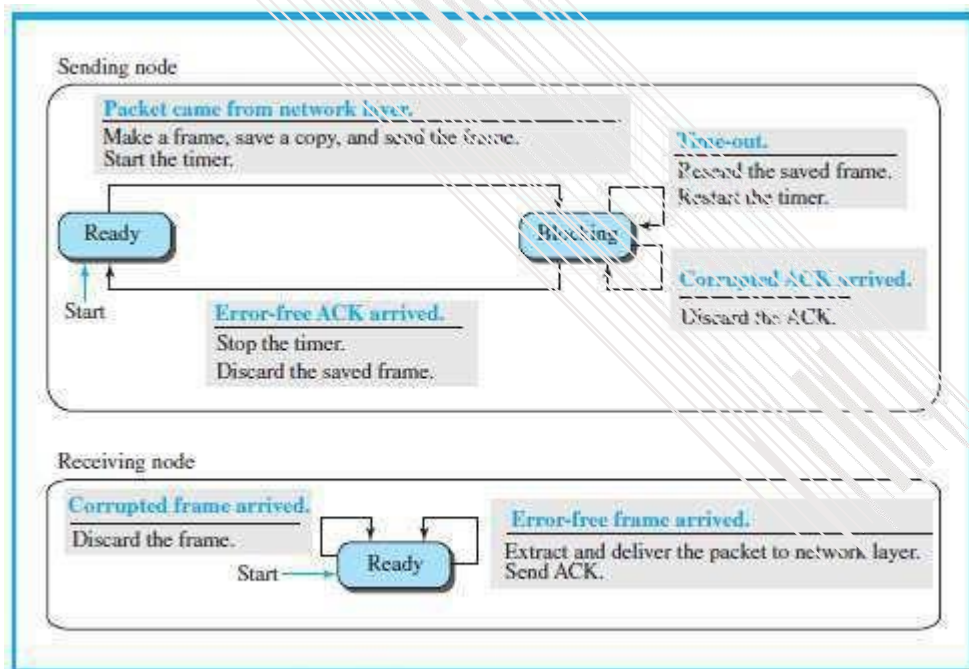 Sending node
Packet came from network layer.
Make a frame, save a copy, and send the frame.
Start the timer.
Time-out.
Resend the saved frame.
Restart the timer.
Ready
Blocking
Start
Error-free ACK arrived.
Stop the timer.
Discard the saved frame.
Corrupted ACK arrived.
Discard the ACK.
Receiving node
Corrupted frame arrived.
Discard the frame.
Start
Ready
Error-free frame arrived.
Extract and deliver the packet to network layer.
Send ACK.